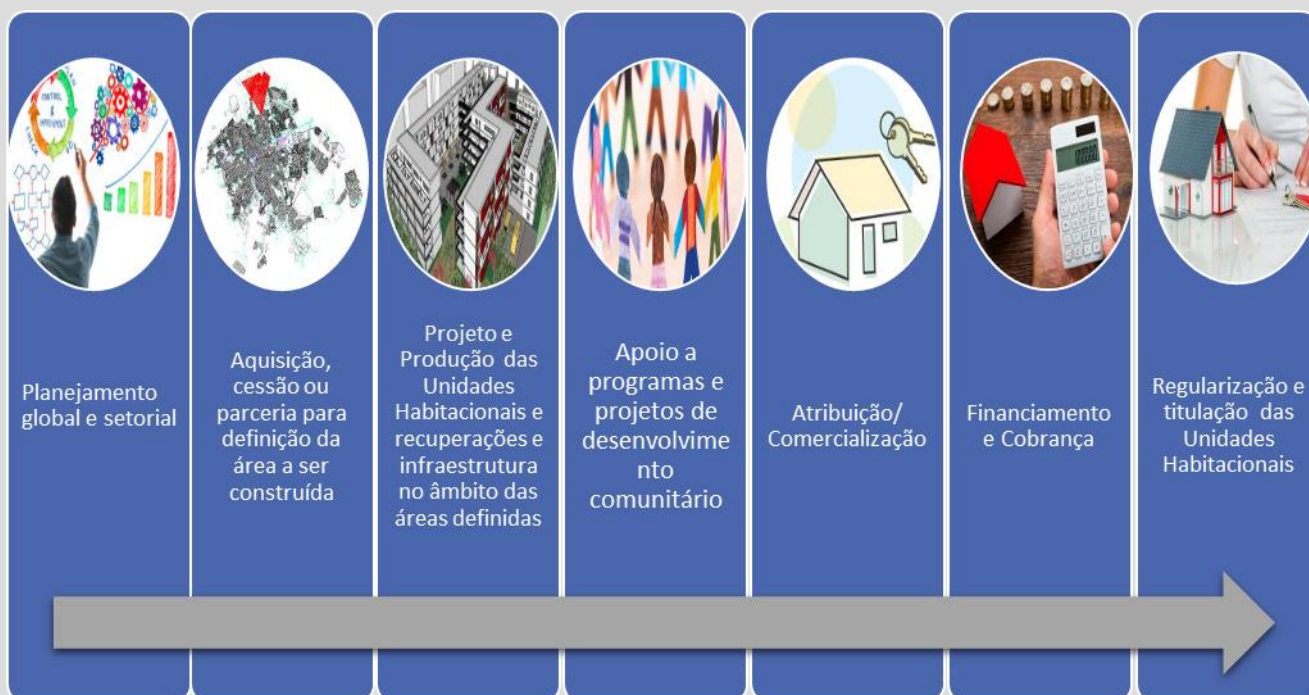 Planejamento
global e setorial
Aquisição,
cessão ou
parceria para
definição da
área a ser
construída
Projeto e
Produção das
Unidades
Habitacionais e
recuperações e
infraestrutura
no âmbito das
áreas definidas
Apoio a
programas e
projetos de
desenvolvime
nto
comunitário
Atribuição/
Comercialização
Financiamento
e Cobrança
Regularização e
titulação das
Unidades
Habitacionais